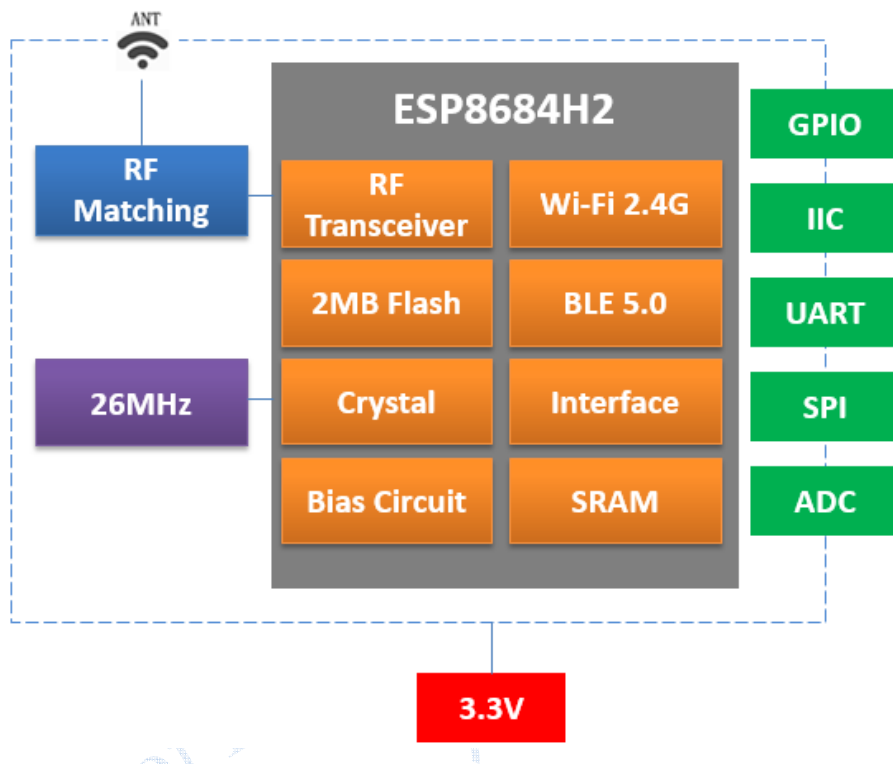 ANT
ESP8684H2
GPIO
RF
Matching
RF
Transceiver
Wi-Fi 2.4G
IIC
2MB Flash
BLE 5.0
UART
26MHz
Crystal
Interface
SPI
Bias Circuit
SRAM
ADC
3.3V